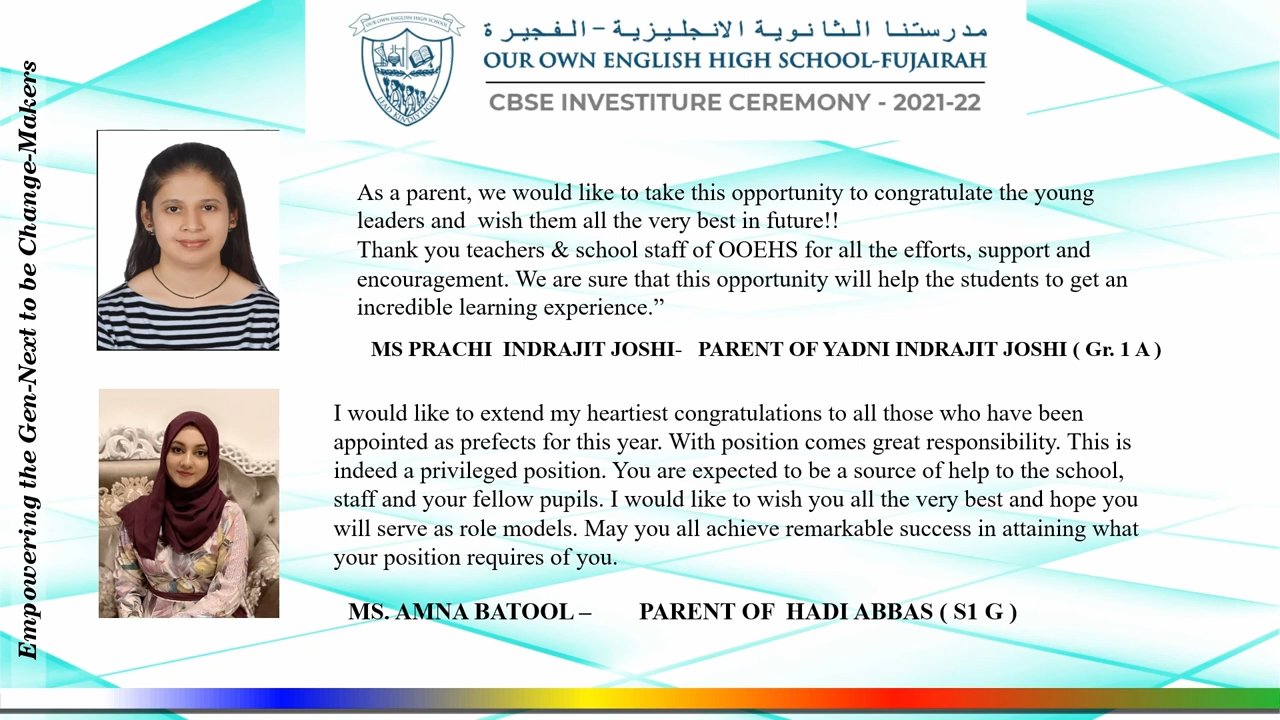 OUR OWN ENGLISH HIGH SCHOOL
LEAD KINDLY LIGHT
مدرستنا الثانوية الانجليزية - الفجيرة
OUR OWN ENGLISH HIGH SCHOOL-FUJAIRAH
CBSE INVESTITURE CEREMONY - 2021-22
Empowering the Gen-Next to be Change-Makers
As a parent, we would like to take this opportunity to congratulate the young
leaders and  wish them all the very best in future!!
Thank you teachers & school staff of OOEHS for all the efforts, support and
encouragement. We are sure that this opportunity will help the students to get an
incredible learning experience.”
MS PRACHI  INDRAJIT JOSHI-   PARENT OF YADNI INDRAJIT JOSHI ( Gr. 1 A )
I would like to extend my heartiest congratulations to all those who have been
appointed as prefects for this year. With position comes great responsibility. This is
indeed a privileged position. You are expected to be a source of help to the school,
staff and your fellow pupils. I would like to wish you all the very best and hope you
will serve as role models. May you all achieve remarkable success in attaining what
your position requires of you.
MS. AMNA BATOOL –        PARENT OF  HADI ABBAS ( S1 G )